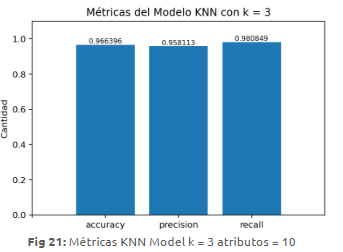 Métricas del Modelo KNN con k = 3
Cantidad
1.0
0.8
0.6
0.4
0.2
0.0
0.966396
0.958113
0.980849
accuracy precision recall
Fig 21: Métricas KNN Model k = 3 atributos = 10